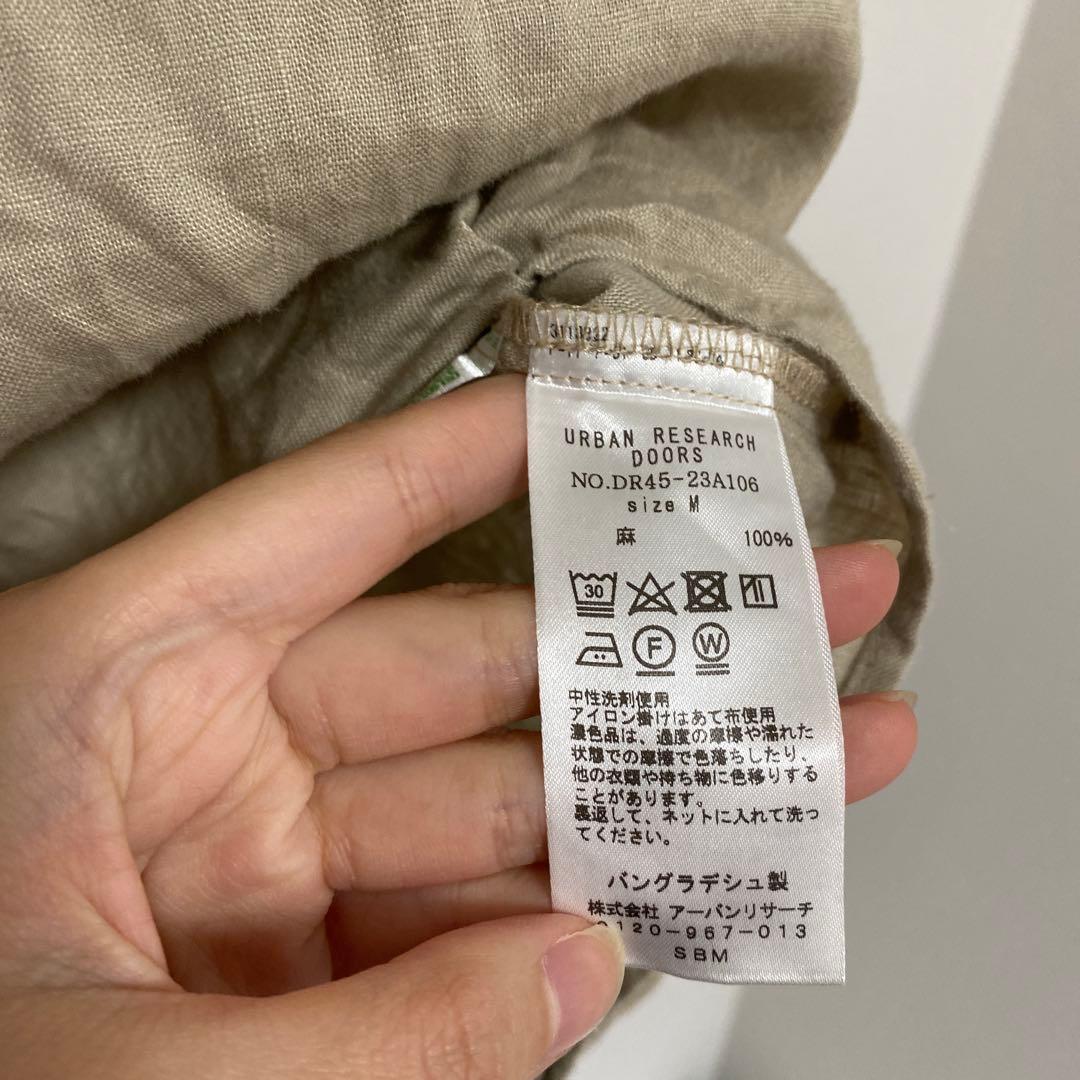 URBAN RESEARCH
DOORS
NO.DR45-23A106
size M
麻 100%
30
F W
中性洗剤使用
アイロン掛けはあて布使用
濃色品は、過度の摩擦や濡れた
状態での摩擦で色落ちしたり、
他の衣類や持ち物に色移りする
ことがあります。
裏返して、ネットに入れて洗っ
てください。
バングラデシュ製
株式会社 アーバンリサーチ
0120-967-013
SBM